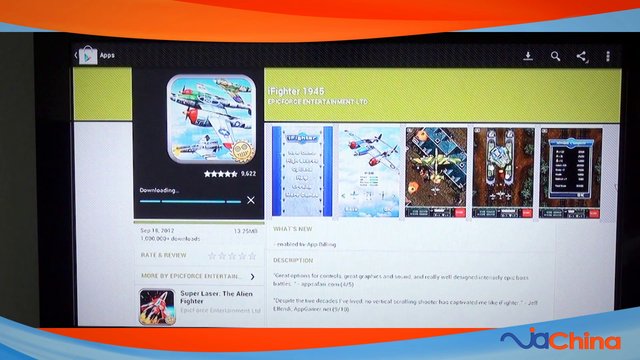 Apps
iFighter 1945
EPICFORCE ENTERTAINMENT LTD
iFighter
9,622
Downloading...
Sep 18, 2012
13.25MB
1,000,000+ downloads
RATE & REVIEW
MORE BY EPICFORCE ENTERTAIN...
Super Laser: The Alien
Fighter
EpicForce Entertainment Ltd
WHAT'S NEW
- enabled for App Billing
DESCRIPTION
"Great options for controls, great graphics and sound, and really well designed intensely epic boss
battles. " - appsafari.com (4/5)
"Despite the two decades I've lived, no vertical scrolling shooter has captivated me like iFighter." - Jeff
Effendi, AppGamer.net (9/10)
ViaChina